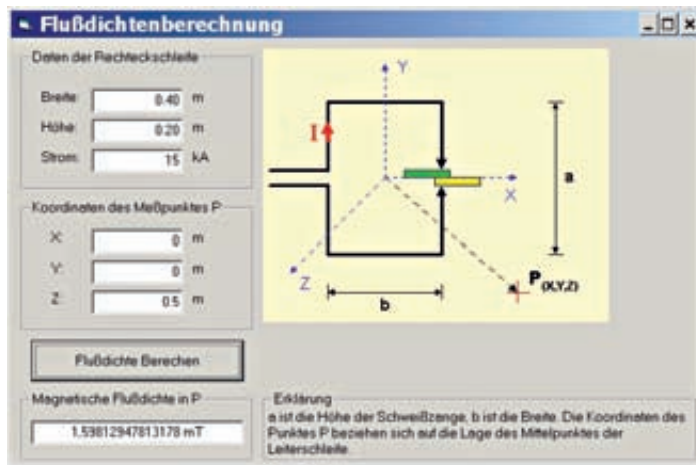 Flußdichtenberechnung
Daten der Rechteckschleife
Breite: 0.40 m
Höhe: 0.20 m
Strom: 15 kA
Koordinaten des Meßpunktes P
X: 0 m
Y: 0 m
Z: 0.5 m
Flußdichte Berechen
Magnetische Flußdichte in P
1,59812947813178 mT
Y
I
X
a
Z
b
P(X,Y,Z)
Erklärung
a ist die Höhe der Schweißzange, b ist die Breite. Die Koordinaten des
Punktes P beziehen sich auf die Lage des Mittelpunktes der
Leiterschleife.